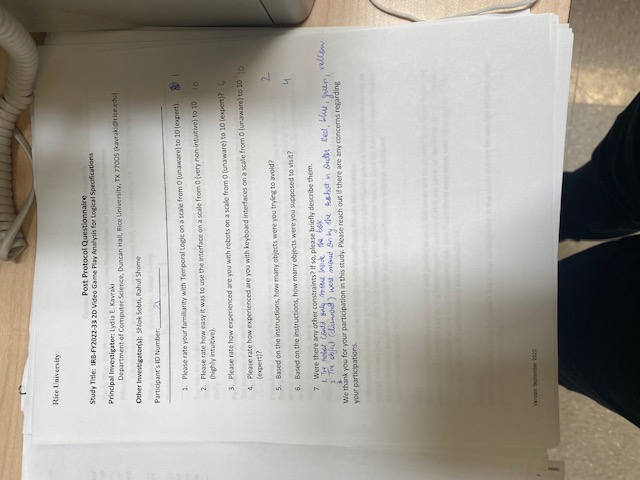 Rice University
Post Protocol Questionnaire
Study Title: IRB-FY2022-33 2D Video Game Play Analysis for Logical Specifications
Principal Investigator: Lydia E. Kavraki
Department of Computer Science, Duncan Hall, Rice University, TX 77005 (kavraki@rice.edu)
Other Investigator(s): Shlok Sobti, Rahul Shome
Participant's ID Number:
1. Please rate your familiarity with Temporal Logic on a scale from 0 (unaware) to 10 (expert). 1
2. Please rate how easy it was to use the interface on a scale from 0 (very non-intuitive) to 10 10
(highly intuitive).
3. Please rate how experienced are you with robots on a scale from 0 (unaware) to 10 (expert)? 6
4. Please rate how experienced are you with keyboard interfaces on a scale from 0 (unaware) to 10 10
(expert)?
5. Based on the instructions, how many objects were you trying to avoid? 2
6. Based on the instructions, how many objects were you supposed to visit? 4
7. Were there any other constraints? If so, please briefly describe them.
1. The robot could only move inside the box.
2. The object (diamond) were moved only by the robot in order red, blue, green, yellow
We thank you for your participation in this study. Please reach out if there are any concerns regarding
your participations.
Version: September 2020